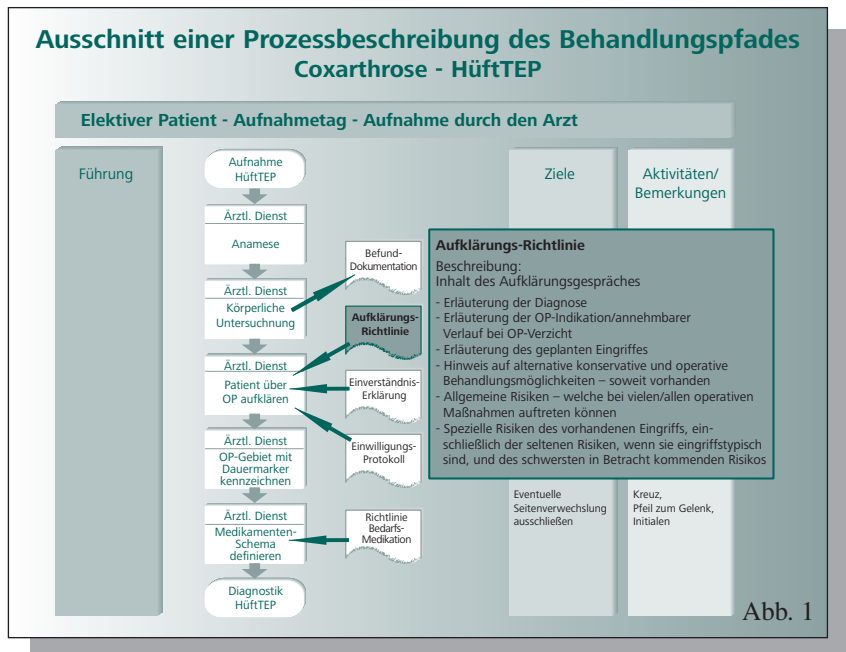 Ausschnitt einer Prozessbeschreibung des Behandlungspfades
Coxarthrose - HüftTEP
Elektiver Patient - Aufnahmetag - Aufnahme durch den Arzt
Führung
Aufnahme
HüftTEP
Ärztl. Dienst
Anamese
Ärztl. Dienst
Körperliche
Untersuchnung
Ärztl. Dienst
Patient über
OP aufklären
Ärztl. Dienst
OP-Gebiet mit
Dauermarker
kennzeichnen
Ärztl. Dienst
Medikamenten-
Schema
definieren
Diagnostik
HüftTEP
Befund-
Dokumentation
Aufklärungs-
Richtlinie
Einverständnis-
Erklärung
Einwilligungs-
Protokoll
Richtlinie
Bedarfs-
Medikation
Ziele
Aktivitäten/
Bemerkungen
Aufklärungs-Richtlinie
Beschreibung:
Inhalt des Aufklärungsgespräches
- Erläuterung der Diagnose
- Erläuterung der OP-Indikation/annehmbarer
Verlauf bei OP-Verzicht
- Erläuterung des geplanten Eingriffes
- Hinweis auf alternative konservative und operative
Behandlungsmöglichkeiten – soweit vorhanden
- Allgemeine Risiken – welche bei vielen/allen operativen
Maßnahmen auftreten können
- Spezielle Risiken des vorhandenen Eingriffs, ein-
schließlich der seltenen Risiken, wenn sie eingriffstypisch
sind, und des schwersten in Betracht kommenden Risikos
Eventuelle
Seitenverwechslung
ausschließen
Kreuz,
Pfeil zum Gelenk,
Initialen
Abb. 1